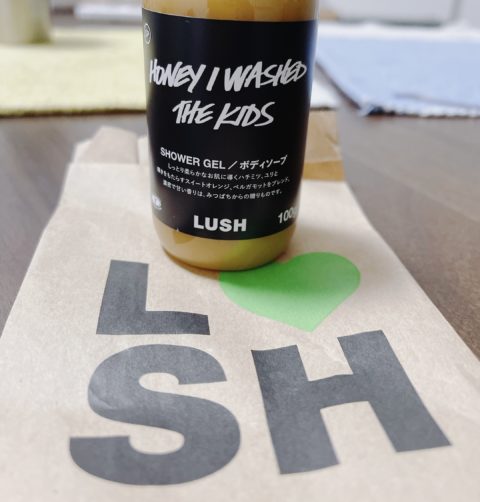 HONEY I WASHED
THE KIDS
SHOWER GEL / ボディソープ
しっとり柔らかなお肌に導くハチミツ、ユリと
輝きをもたらすスイートオレンジ、ベルガモットをブレンド。
濃密で甘い香りは、みつばちからの贈りものです。
LUSH
100g
L
SH